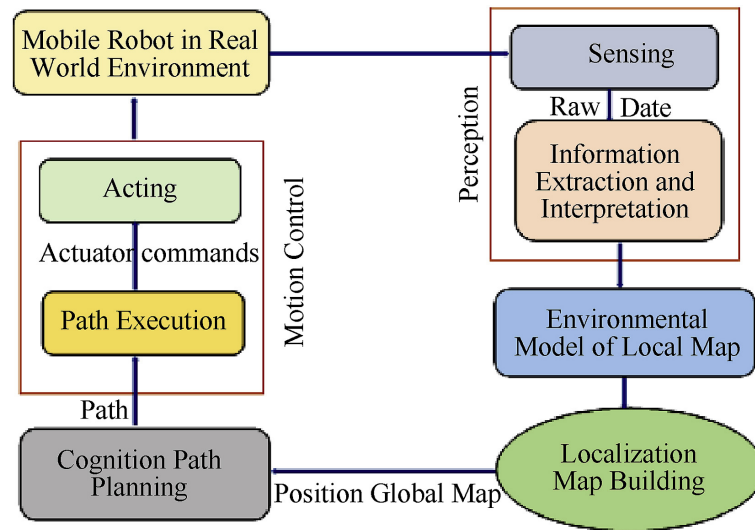 Mobile Robot in Real
World Environment
Sensing
Raw Date
Perception
Information
Extraction and
Interpretation
Acting
Actuator commands
Motion Control
Path Execution
Environmental
Model of Local Map
Path
Cognition Path
Planning
Position Global Map
Localization
Map Building